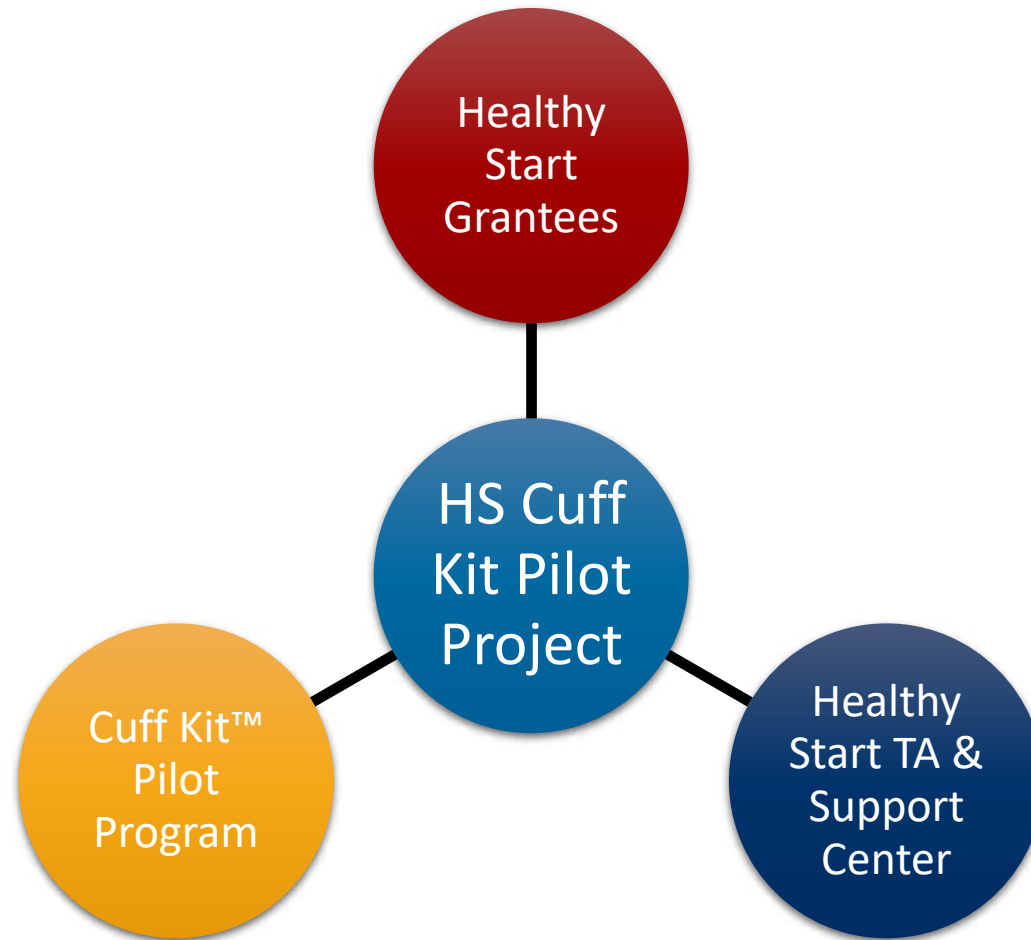 Healthy
Start
Grantees
HS Cuff
Kit Pilot
Project
Cuff Kit™
Pilot
Program
Healthy
Start TA &
Support
Center